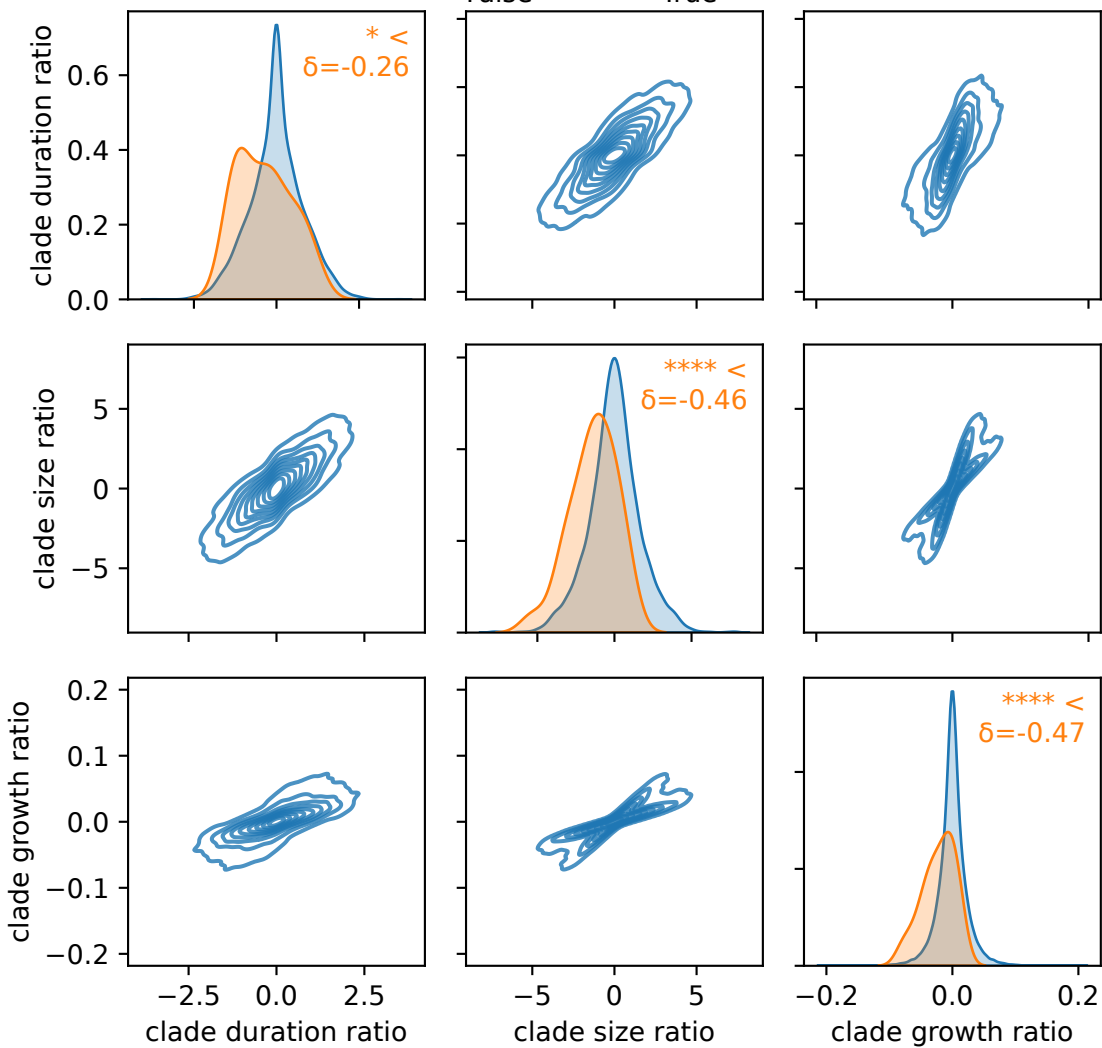 True
clade duration ratio
0.6
0.4
0.2
0.0
* <
δ=-0.26
clade size ratio
5
0
−5
**** <
δ=-0.46
clade growth ratio
0.2
0.1
0.0
−0.1
−0.2
**** <
δ=-0.47
−2.5 0.0 2.5
−5 0 5
−0.2 0.0 0.2
clade duration ratio
clade size ratio
clade growth ratio